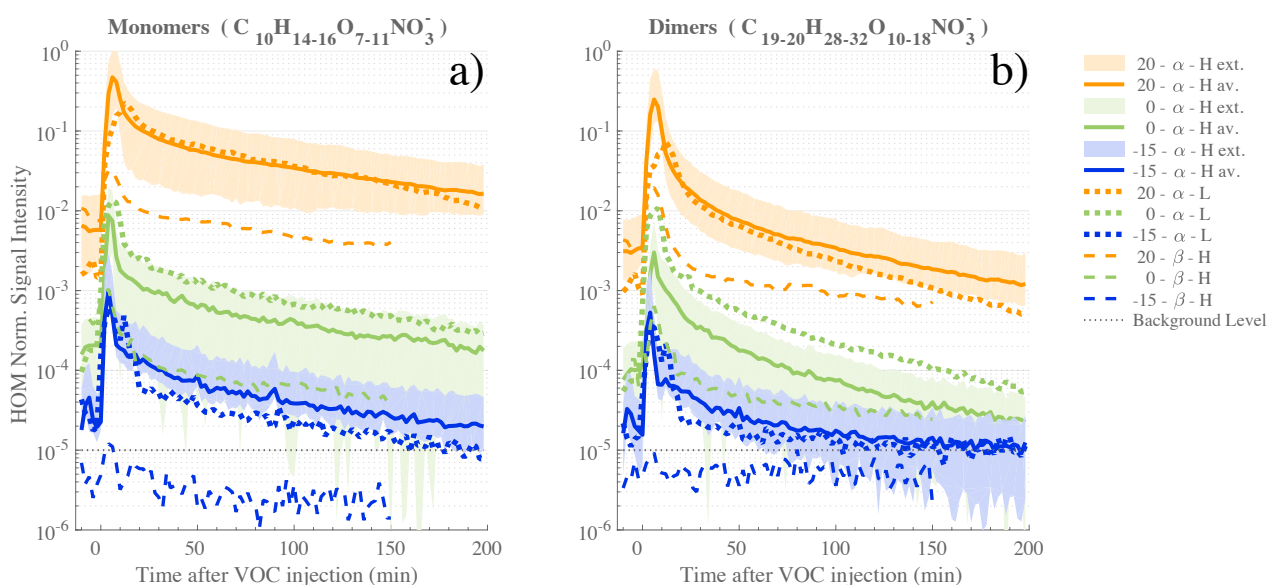 Monomers ( C10H14-16O7-11NO3- )
Dimers ( C19-20H28-32O10-18NO3- )
a)
b)
HOM Norm. Signal Intensity
10^0
10^-1
10^-2
10^-3
10^-4
10^-5
10^-6
0 50 100 150 200
Time after VOC injection (min)
10^0
10^-1
10^-2
10^-3
10^-4
10^-5
10^-6
0 50 100 150 200
Time after VOC injection (min)
20 - α - H ext.
20 - α - H av.
0 - α - H ext.
0 - α - H av.
-15 - α - H ext.
-15 - α - H av.
20 - α - L
0 - α - L
-15 - α - L
20 - β - H
0 - β - H
-15 - β - H
Background Level